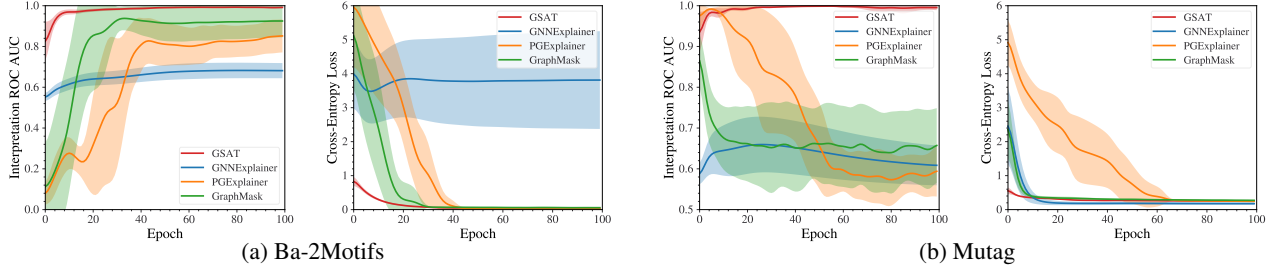 Interpretation ROC AUC
1.0
0.8
0.6
0.4
0.2
0.0
0 20 40 60 80 100
Epoch
GSAT
GNNExplainer
PGExplainer
GraphMask
Cross-Entropy Loss
6
5
4
3
2
1
0
0 20 40 60 80 100
Epoch
GSAT
GNNExplainer
PGExplainer
GraphMask
(a) Ba-2Motifs
Interpretation ROC AUC
1.0
0.9
0.8
0.7
0.6
0.5
0 20 40 60 80 100
Epoch
GSAT
GNNExplainer
PGExplainer
GraphMask
Cross-Entropy Loss
6
5
4
3
2
1
0
0 20 40 60 80 100
Epoch
GSAT
GNNExplainer
PGExplainer
GraphMask
(b) Mutag